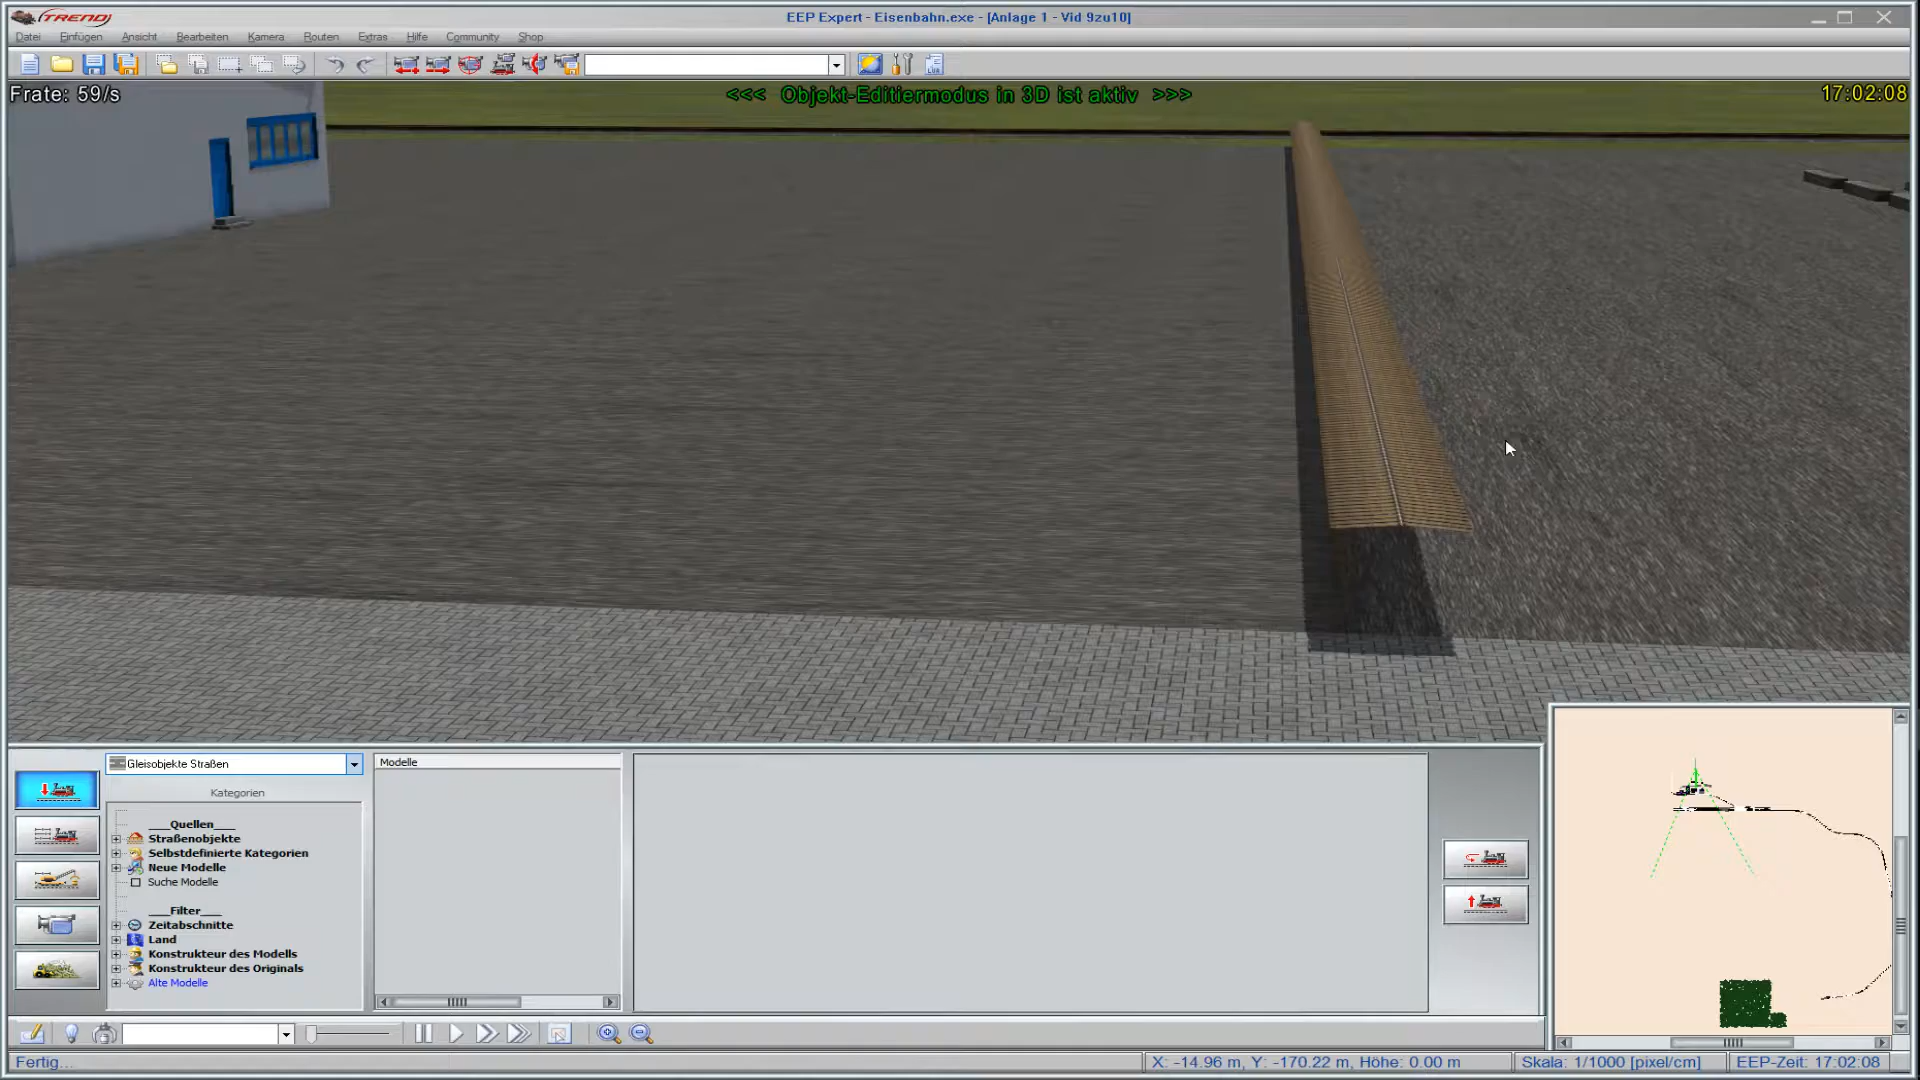 TREND
EEP Expert - Eisenbahn.exe - [Anlage 1 - Vid 9zu10]
Datei Einfügen Ansicht Bearbeiten Kamera Routen Extras Hilfe Community Shop
Frate: 59/s
<<< Objekt-Editiermodus in 3D ist aktiv >>>
17:02:08
Gleisobjekte Straßen
Modelle
Kategorien
___Quellen___
Straßenobjekte
Selbstdefinierte Kategorien
Neue Modelle
Suche Modelle
___Filter___
Zeitabschnitte
Land
Konstrukteur des Modells
Konstrukteur des Originals
Alte Modelle
Fertig...
X: -14.96 m, Y: -170.22 m, Höhe: 0.00 m
Skala: 1/1000 [pixel/cm]
EEP-Zeit: 17:02:08